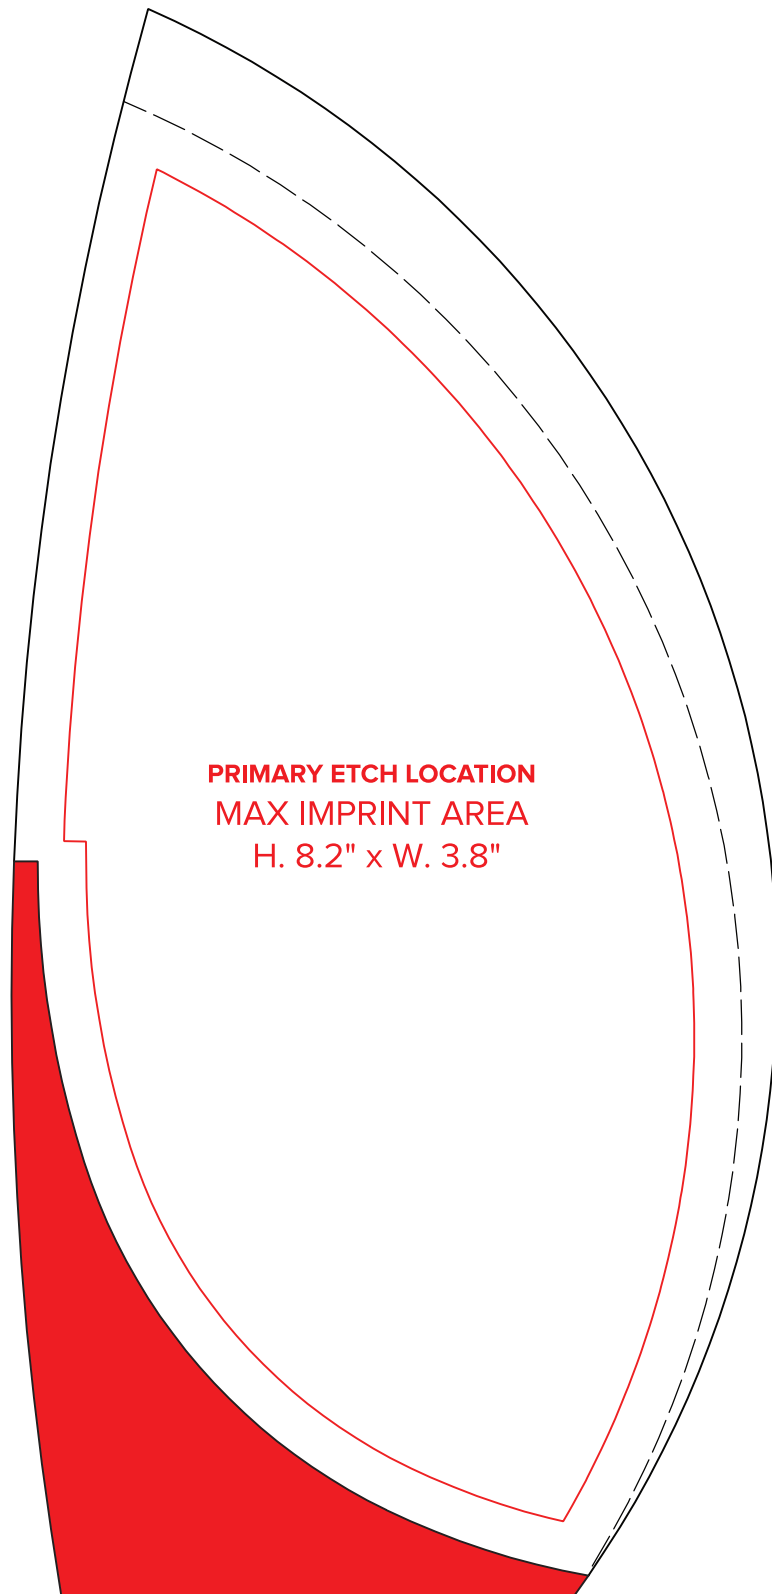 PRIMARY ETCH LOCATION
MAX IMPRINT AREA
H. 8.2" x W. 3.8"